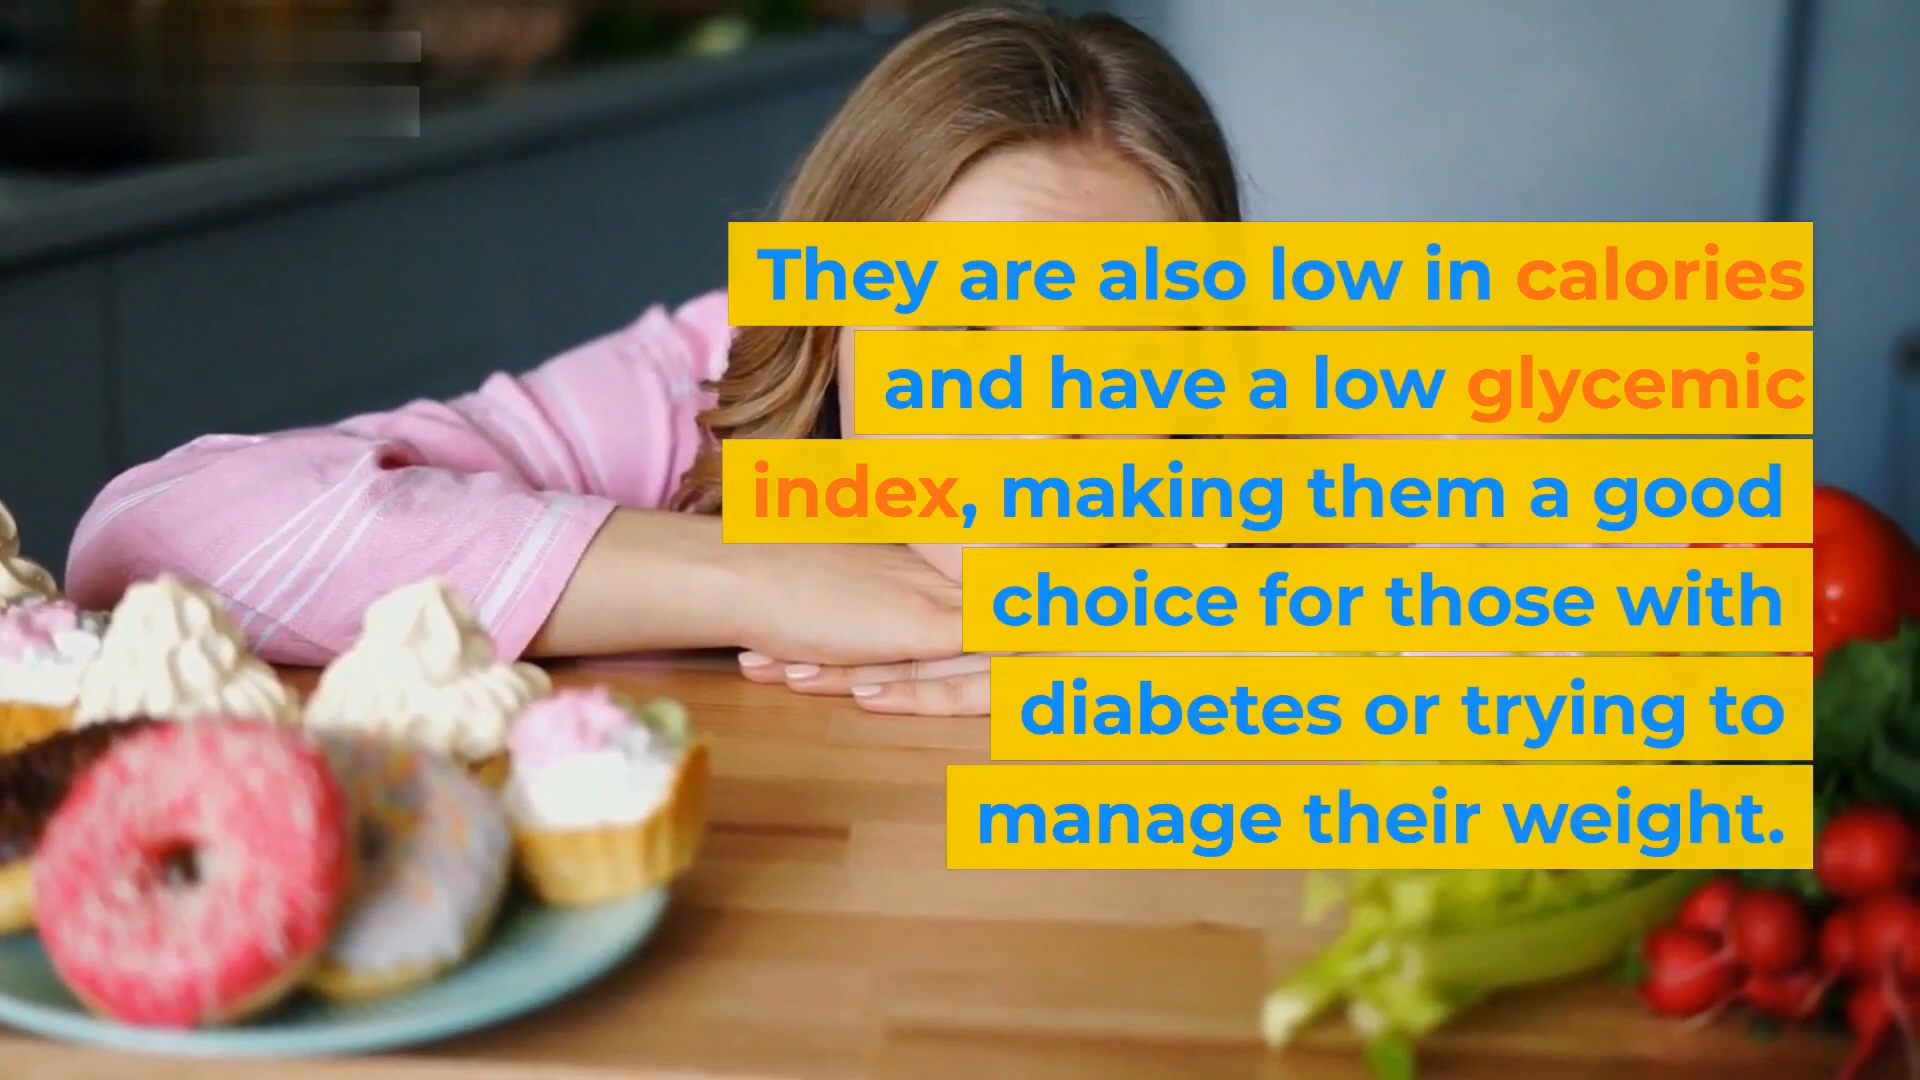 They are also low in calories
and have a low glycemic
index, making them a good
choice for those with
diabetes or trying to
manage their weight.